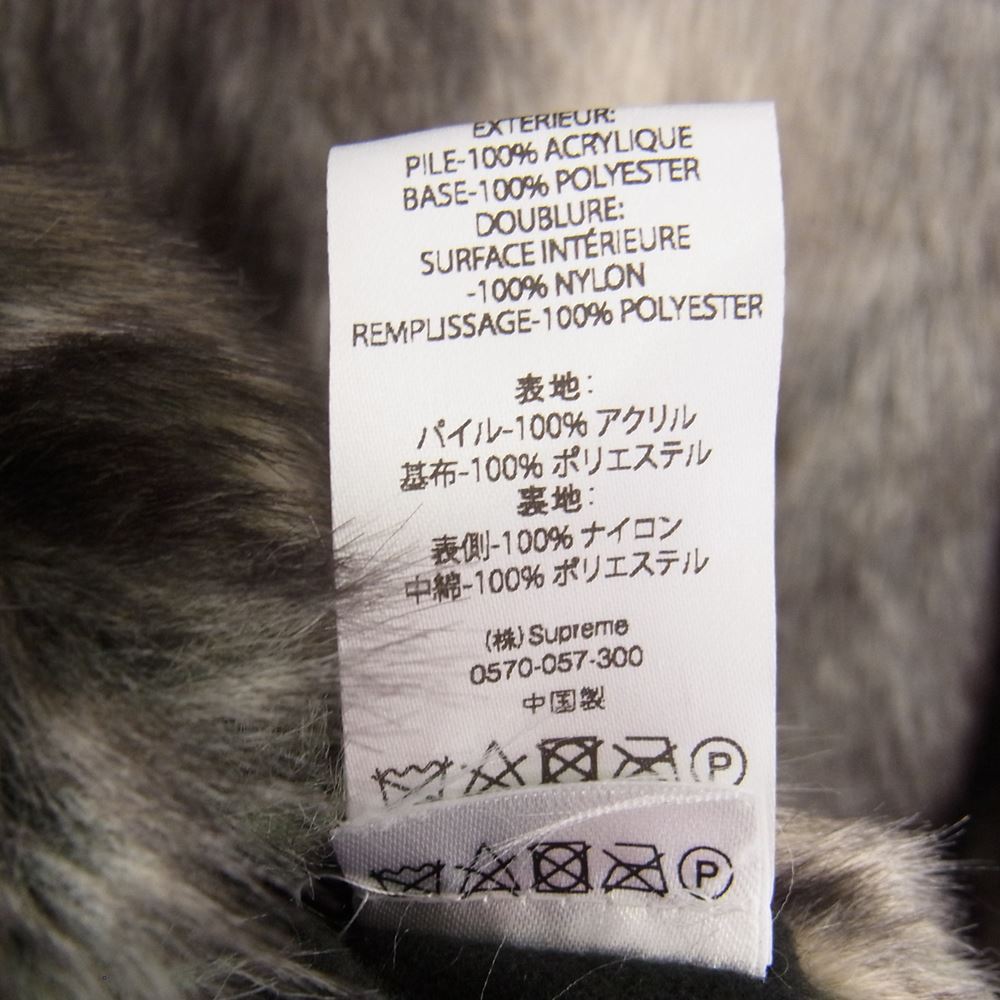 EXTÉRIEUR:
PILE-100% ACRYLIQUE
BASE-100% POLYESTER
DOUBLURE:
SURFACE INTÉRIEURE
-100% NYLON
REMPLISSAGE-100% POLYESTER
表地:
パイル-100% アクリル
基布-100% ポリエステル
裏地:
表側-100% ナイロン
中綿-100% ポリエステル
(株)Supreme
0570-057-300
中国製
P
P